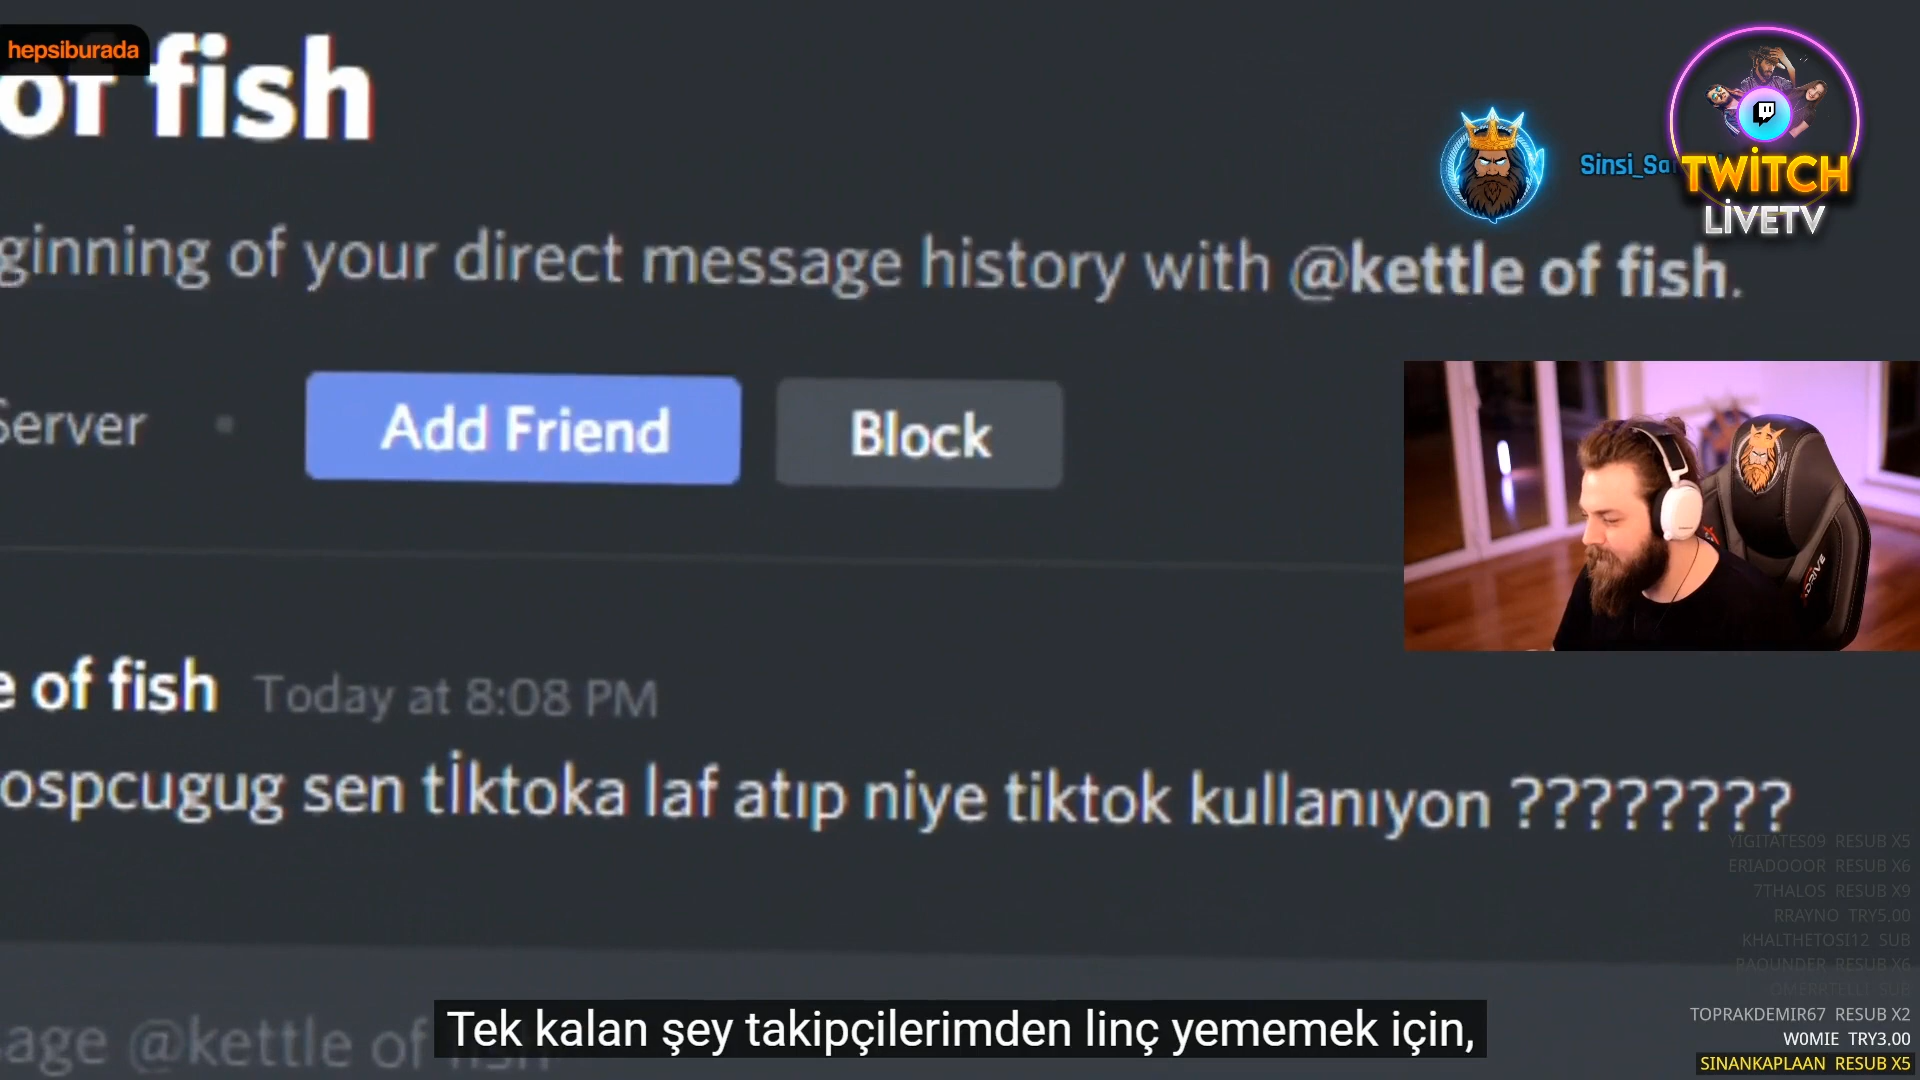 hepsiburada
of fish
TWİTCH
LİVETV
ginning of your direct message history with @kettle of fish.
Server
Add Friend
Block
of fish Today at 8:08 PM
ospcugug sen tİktoka laf atıp niye tiktok kullanıyon ????????
YIGITATES09 RESUB X5
ERIADOOOR RESUB X6
7THALOS RESUB X9
RRAYNO TRY5.00
KHALTHETOSI12 SUB
PAOUNDER RESUB X6
OMERRTELLI SUB
TOPRAKDEMIR67 RESUB X2
W0MIE TRY3.00
SINANKAPLAAN RESUB X5
age @kettle of
Tek kalan şey takipçilerimden linç yememek için,